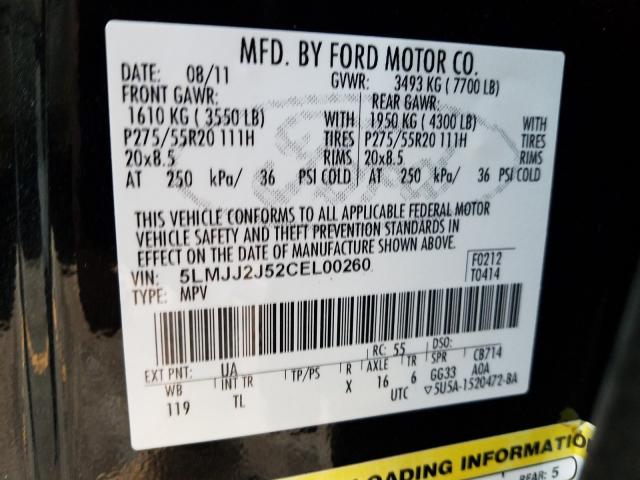 MFD. BY FORD MOTOR CO.
DATE: 08/11 GVWR: 3493 KG ( 7700 LB)
FRONT GAWR: REAR GAWR:
1610 KG ( 3550 LB) WITH 1950 KG ( 4300 LB) WITH
P275/55R20 111H TIRES P275/55R20 111H TIRES
20x8.5 RIMS 20x8.5 RIMS
AT 250 kPa/ 36 PSI COLD AT 250 kPa/ 36 PSI COLD
THIS VEHICLE CONFORMS TO ALL APPLICABLE FEDERAL MOTOR
VEHICLE SAFETY AND THEFT PREVENTION STANDARDS IN
EFFECT ON THE DATE OF MANUFACTURE SHOWN ABOVE.
VIN: 5LMJJ2J52CEL00260 F0212
TYPE: MPV T0414
EXT PNT: UA RC: 55 DSO:
WB INT TR TP/PS R AXLE TR SPR CB714
119 TL X 16 6 GG33 AOA
UTC ▽5U5A-1520472-BA
LOADING INFORMATION
REAR: 5